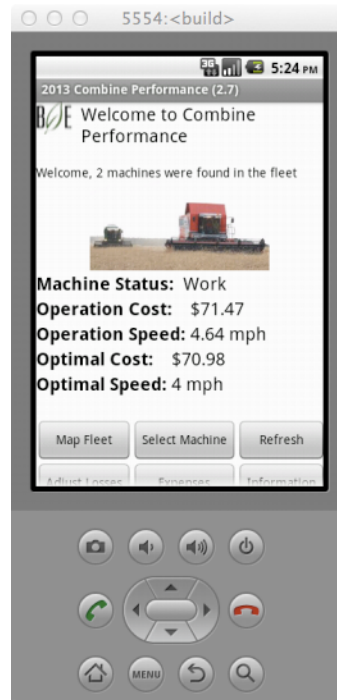 5554:<build>
3G 5:24 PM
2013 Combine Performance (2.7)
Welcome to Combine
Performance
Welcome, 2 machines were found in the fleet
Machine Status: Work
Operation Cost: $71.47
Operation Speed: 4.64 mph
Optimal Cost: $70.98
Optimal Speed: 4 mph
Map Fleet Select Machine Refresh
Adjust Losses Expenses Information
MENU